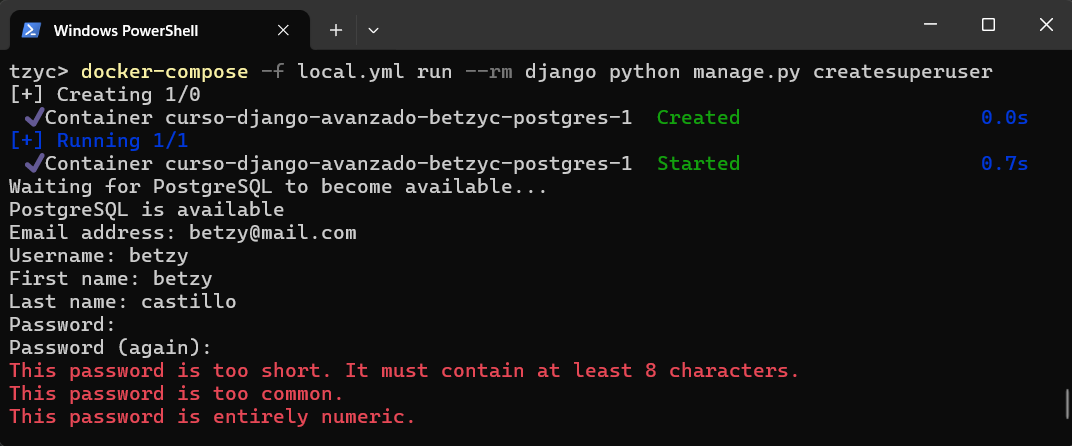 Windows PowerShell
tzyc> docker-compose -f local.yml run --rm django python manage.py createsuperuser
[+] Creating 1/0
✔Container curso-django-avanzado-betzyc-postgres-1 Created 0.0s
[+] Running 1/1
✔Container curso-django-avanzado-betzyc-postgres-1 Started 0.7s
Waiting for PostgreSQL to become available...
PostgreSQL is available
Email address: betzy@mail.com
Username: betzy
First name: betzy
Last name: castillo
Password:
Password (again):
This password is too short. It must contain at least 8 characters.
This password is too common.
This password is entirely numeric.